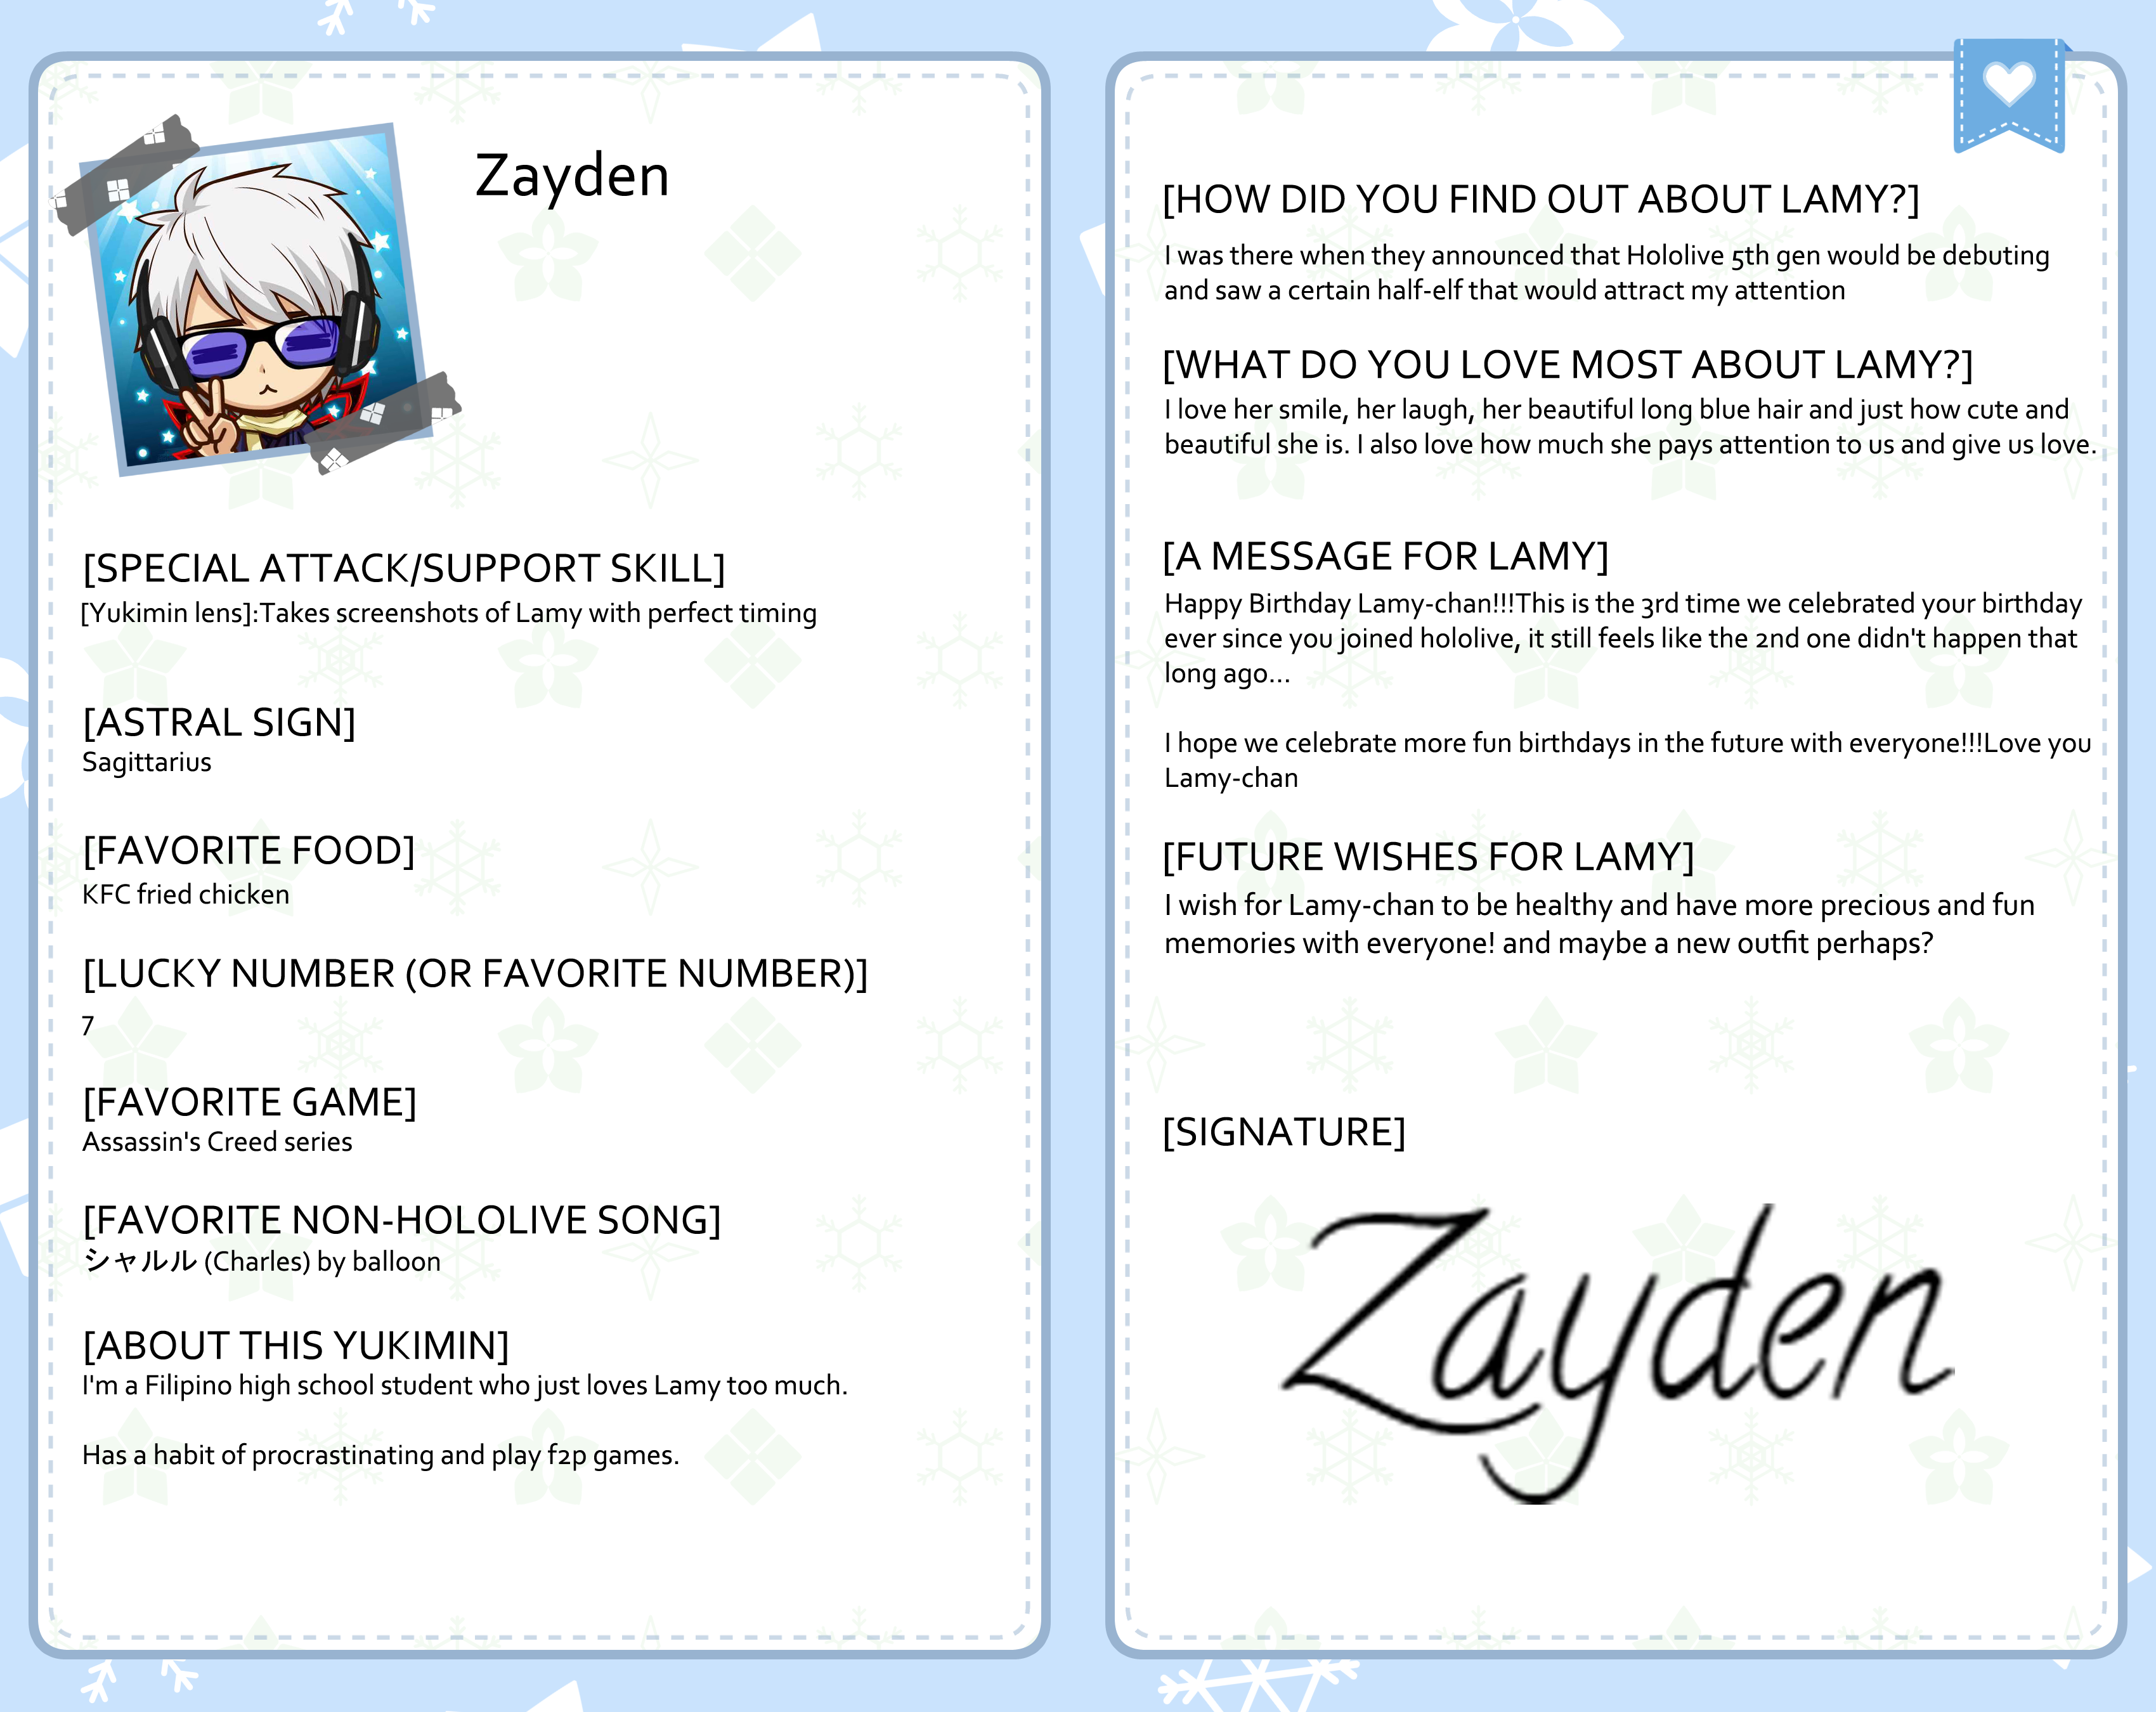 Zayden
[SPECIAL ATTACK/SUPPORT SKILL]
[Yukimin lens]:Takes screenshots of Lamy with perfect timing
[ASTRAL SIGN]
Sagittarius
[FAVORITE FOOD]
KFC fried chicken
[LUCKY NUMBER (OR FAVORITE NUMBER)]
7
[FAVORITE GAME]
Assassin's Creed series
[FAVORITE NON-HOLOLIVE SONG]
シャルル (Charles) by balloon
[ABOUT THIS YUKIMIN]
I'm a Filipino high school student who just loves Lamy too much.
Has a habit of procrastinating and play f2p games.
[HOW DID YOU FIND OUT ABOUT LAMY?]
I was there when they announced that Hololive 5th gen would be debuting
and saw a certain half-elf that would attract my attention
[WHAT DO YOU LOVE MOST ABOUT LAMY?]
I love her smile, her laugh, her beautiful long blue hair and just how cute and
beautiful she is. I also love how much she pays attention to us and give us love.
[A MESSAGE FOR LAMY]
Happy Birthday Lamy-chan!!!This is the 3rd time we celebrated your birthday
ever since you joined hololive, it still feels like the 2nd one didn't happen that
long ago...
I hope we celebrate more fun birthdays in the future with everyone!!!Love you
Lamy-chan
[FUTURE WISHES FOR LAMY]
I wish for Lamy-chan to be healthy and have more precious and fun
memories with everyone! and maybe a new outfit perhaps?
[SIGNATURE]
Zayden